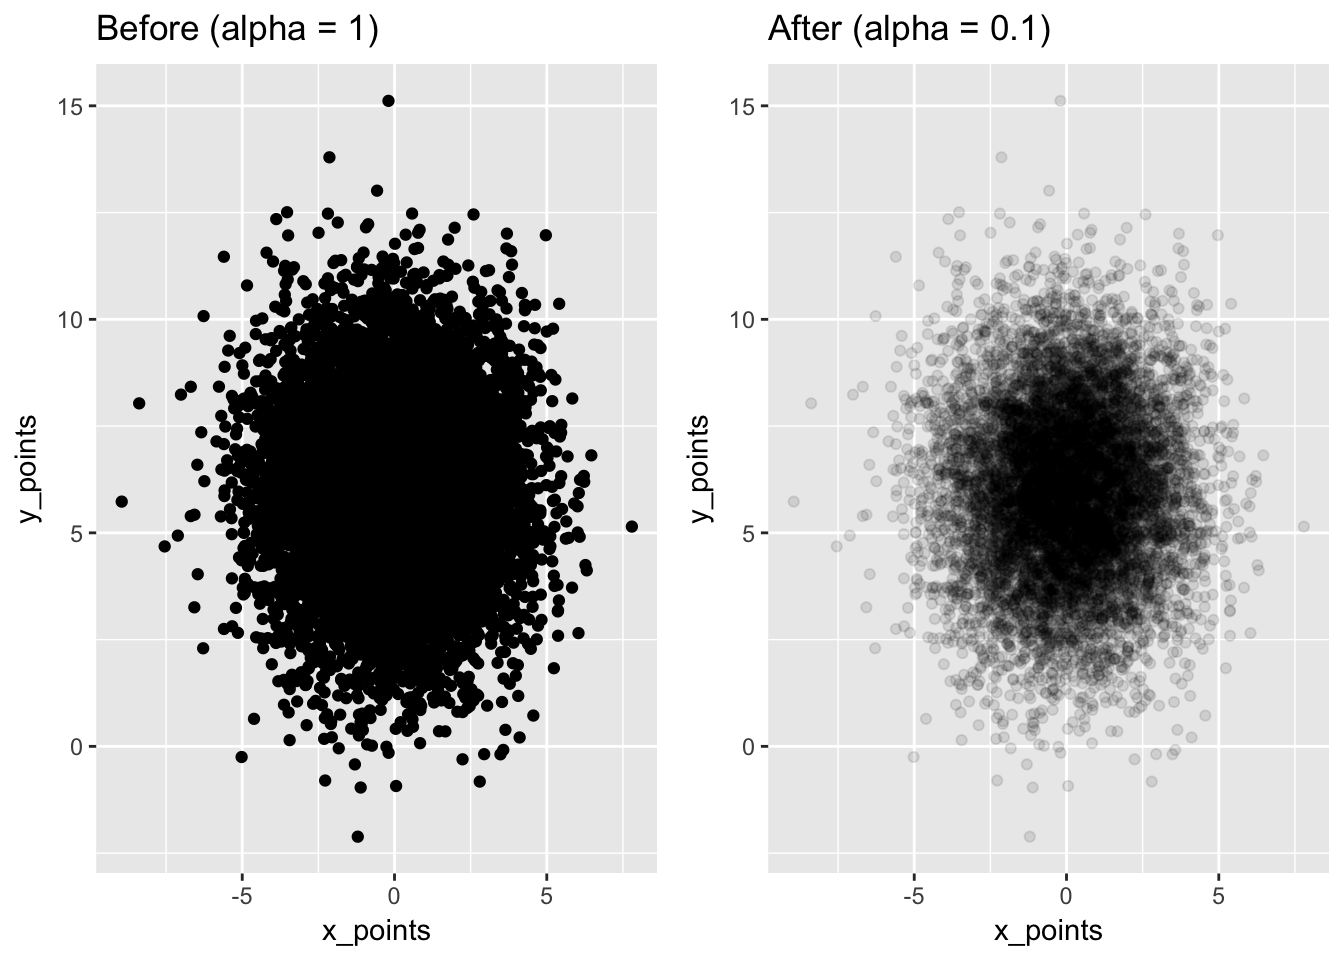 Before (alpha = 1)
15
10
5
0
y_points
-5
0
5
x_points
After (alpha = 0.1)
15
10
5
0
y_points
-5
0
5
x_points